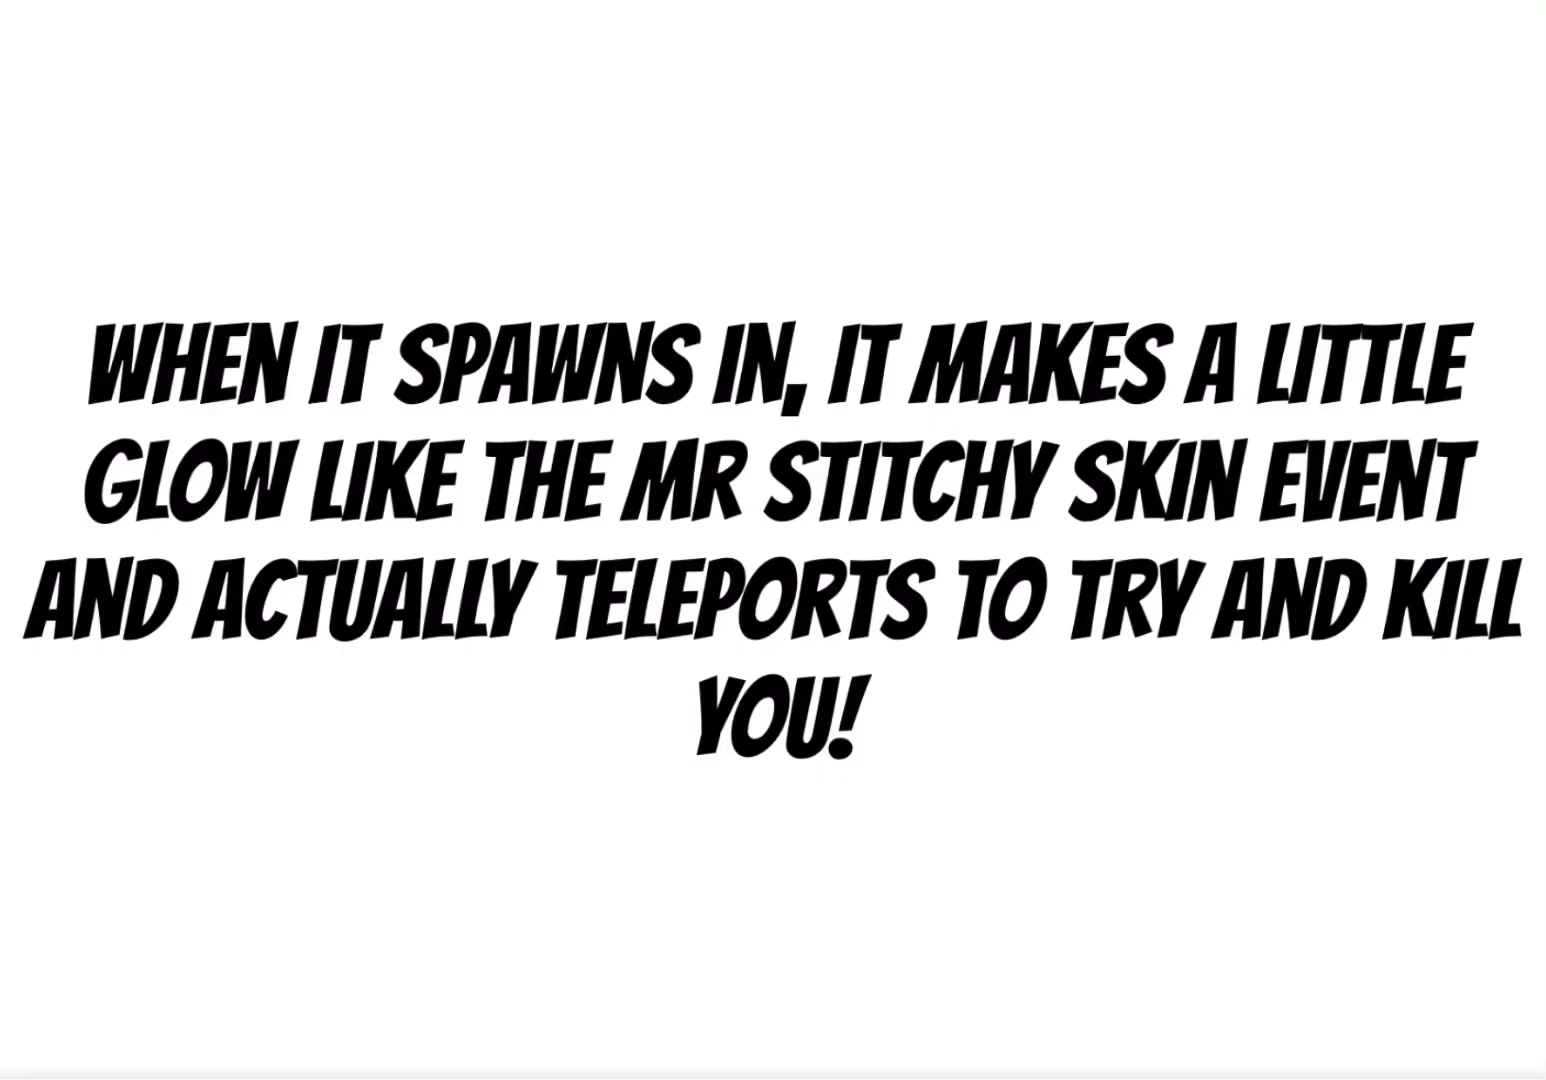 WHEN IT SPAWNS IN, IT MAKES A LITTLE
GLOW LIKE THE MR STITCHY SKIN EVENT
AND ACTUALLY TELEPORTS TO TRY AND KILL
YOU!